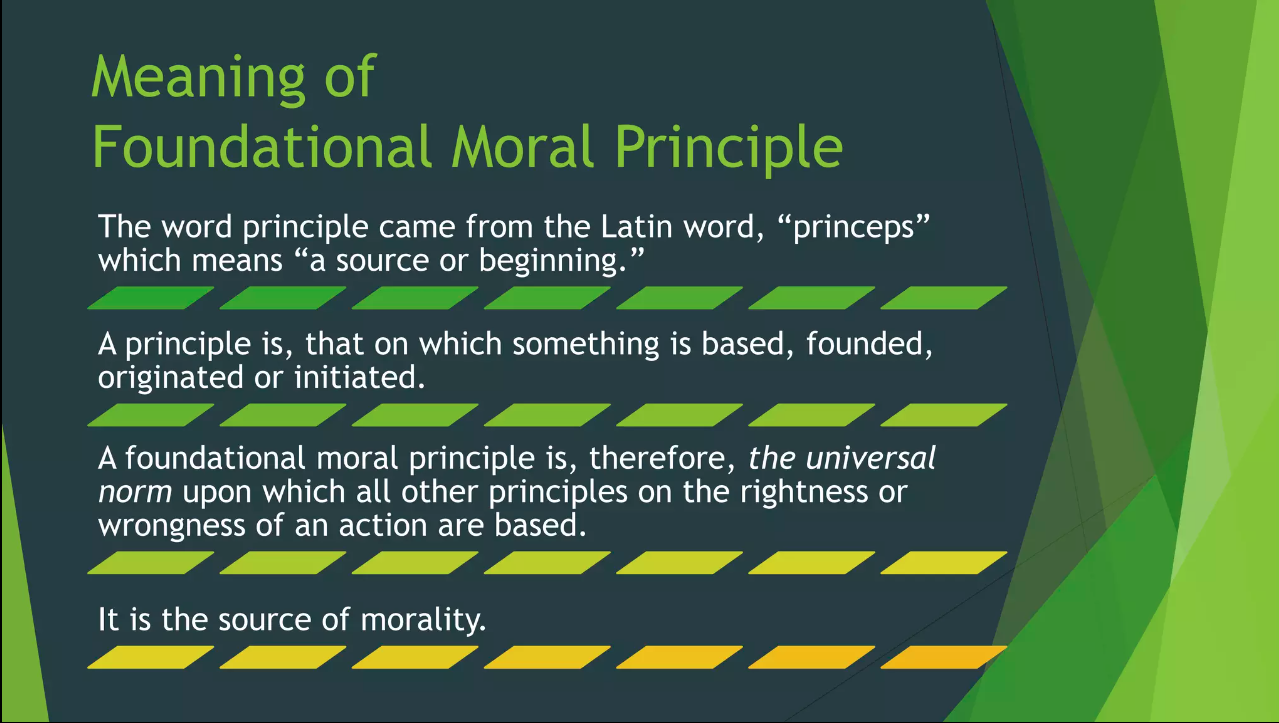 Meaning of
Foundational Moral Principle
The word principle came from the Latin word, “princeps”
which means “a source or beginning.”
A principle is, that on which something is based, founded,
originated or initiated.
A foundational moral principle is, therefore, the universal
norm upon which all other principles on the rightness or
wrongness of an action are based.
It is the source of morality.